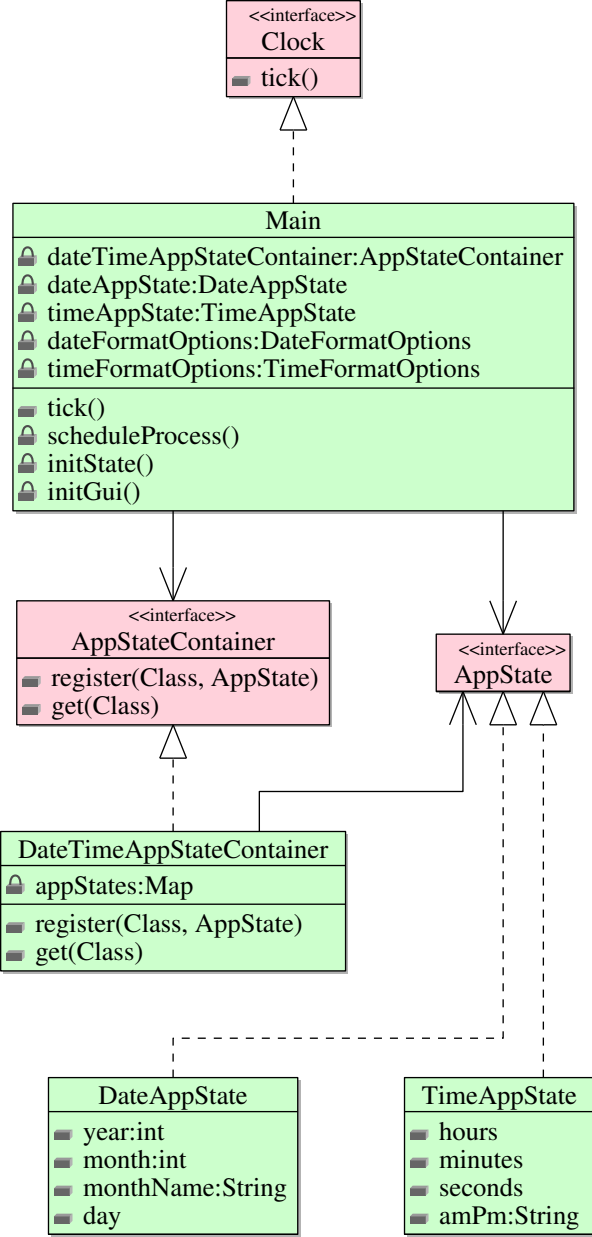 <<interface>>
Clock
tick()
Main
dateTimeAppStateContainer:AppStateContainer
dateAppState:DateAppState
timeAppState:TimeAppState
dateFormatOptions:DateFormatOptions
timeFormatOptions:TimeFormatOptions
tick()
scheduleProcess()
initState()
initGui()
<<interface>>
AppStateContainer
register(Class, AppState)
get(Class)
<<interface>>
AppState
DateTimeAppStateContainer
appStates:Map
register(Class, AppState)
get(Class)
DateAppState
year:int
month:int
monthName:String
day
TimeAppState
hours
minutes
seconds
amPm:String